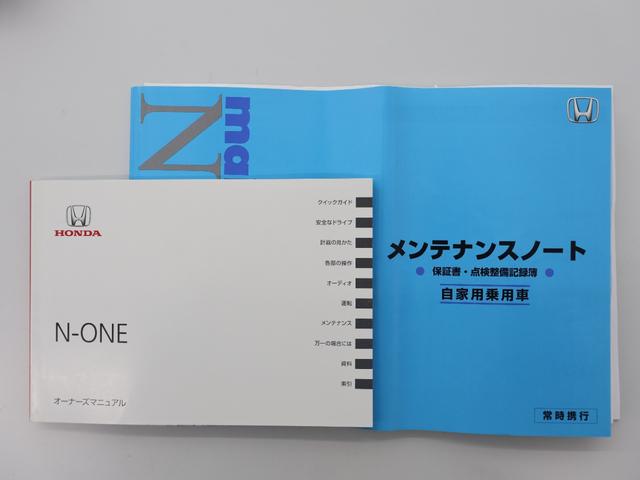 HONDA
N-ONE
オーナーズマニュアル
クイックガイド
安全なドライブ
計器の見かた
各部の操作
オーディオ
運転
メンテナンス
万一の場合には
資料
索引
ma
N
メンテナンスノート
● 保証書・点検整備記録簿 ●
自家用乗用車
常時携行